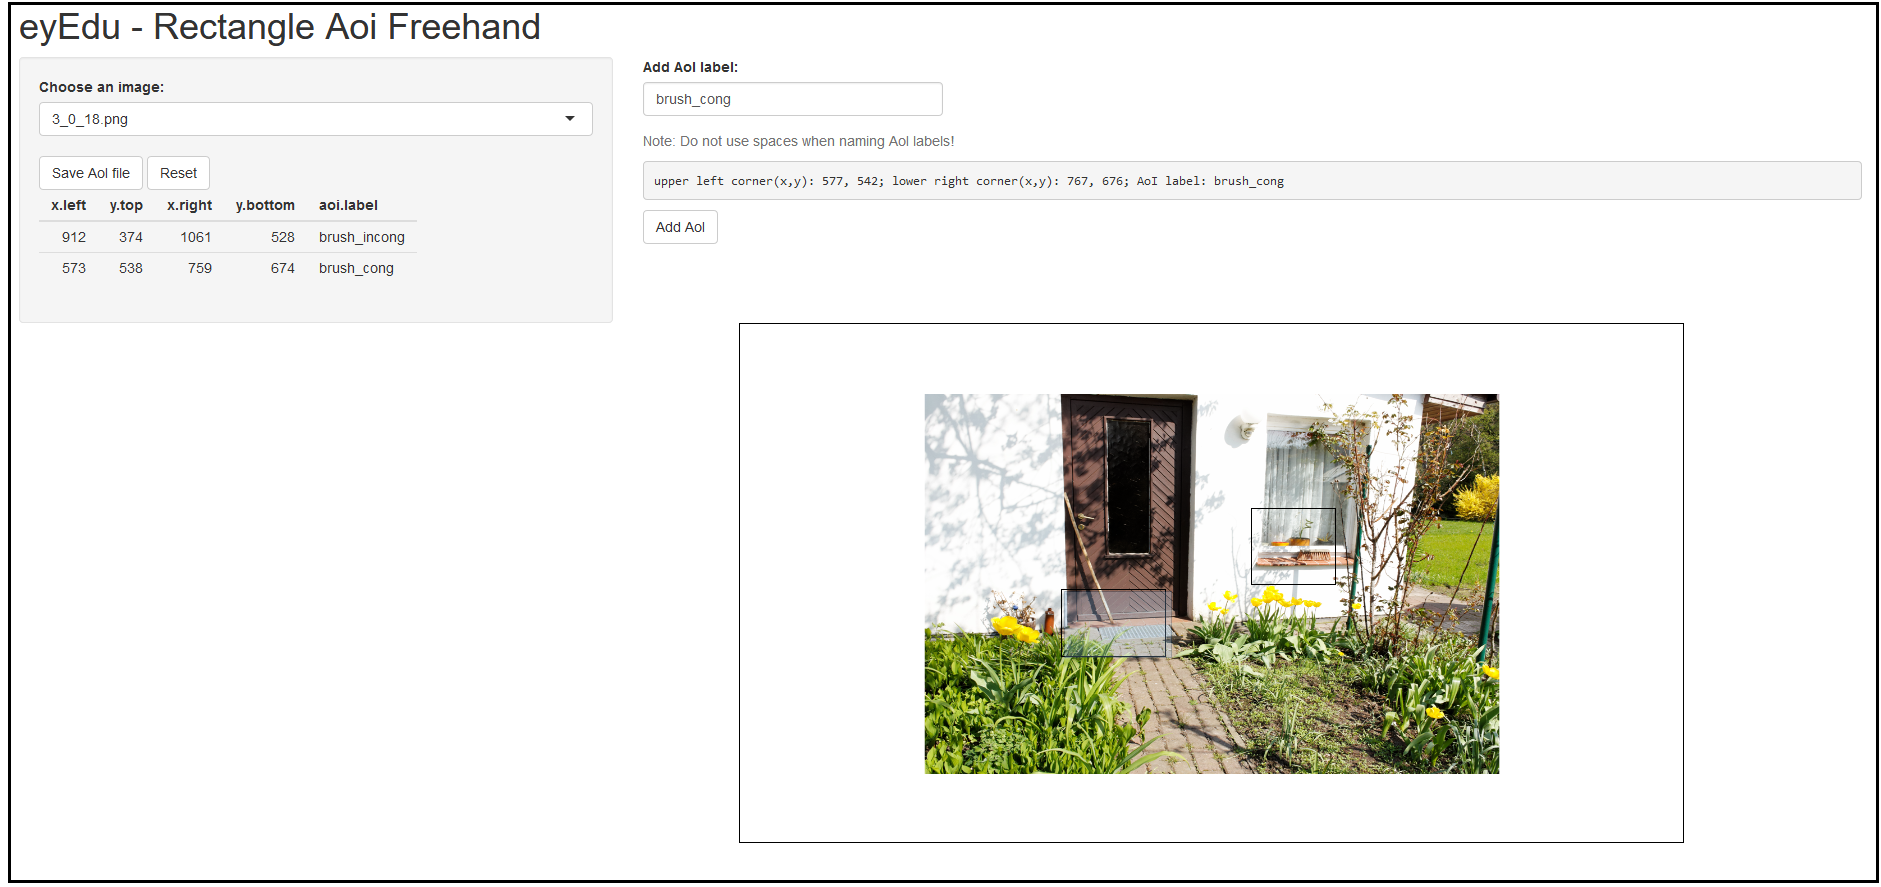 eyEdu - Rectangle Aoi Freehand
Choose an image:
3_0_18.png
Save AoI file
Reset
x.left y.top x.right y.bottom aoi.label
912 374 1061 528 brush_incong
573 538 759 674 brush_cong
Add AoI label:
brush_cong
Note: Do not use spaces when naming AoI labels!
upper left corner(x,y): 577, 542; lower right corner(x,y): 767, 676; AoI label: brush_cong
Add AoI